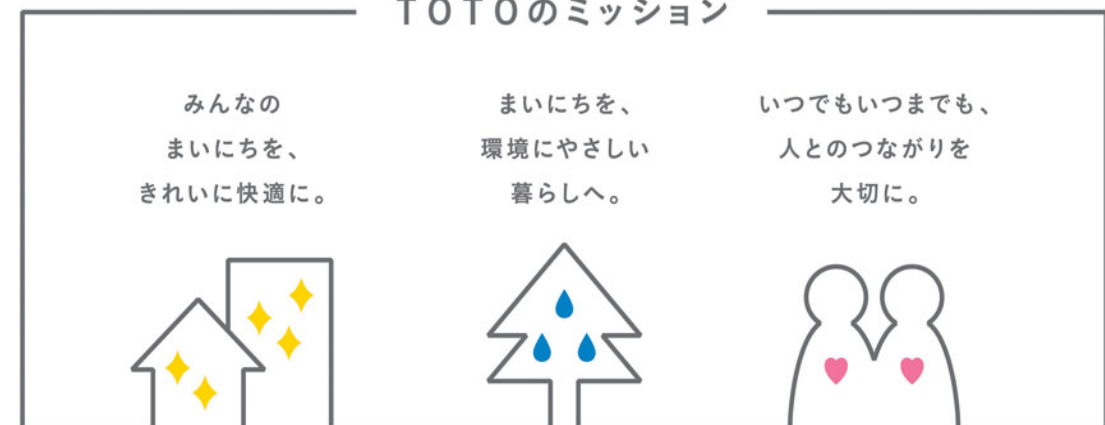 TOTOのミッション
みんなの
まいにちを、
きれいに快適に。
まいにちを、
環境にやさしい
暮らしへ。
いつでもいつまでも、
人とのつながりを
大切に。